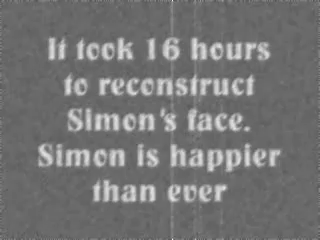 It took 16 hours
to reconstruct
Simon's face.
Simon is happier
than ever